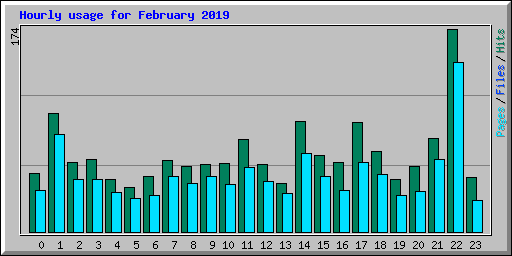 Hourly usage for February 2019
174
Pages / Files / Hits
0 1 2 3 4 5 6 7 8 9 10 11 12 13 14 15 16 17 18 19 20 21 22 23